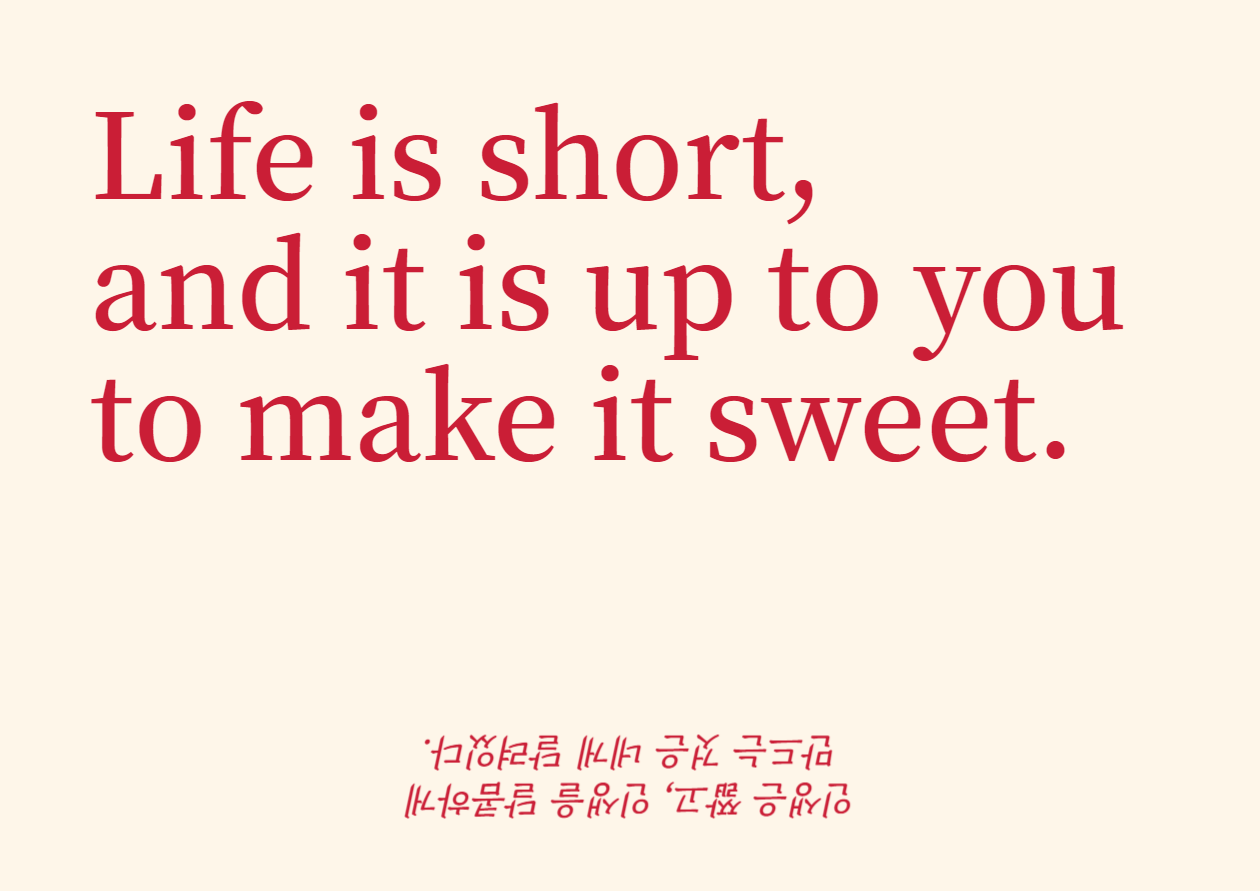 Life is short,
and it is up to you
to make it sweet.
인생은 짧고, 인생을 달콤하게
만드는 것은 네게 달려있다.